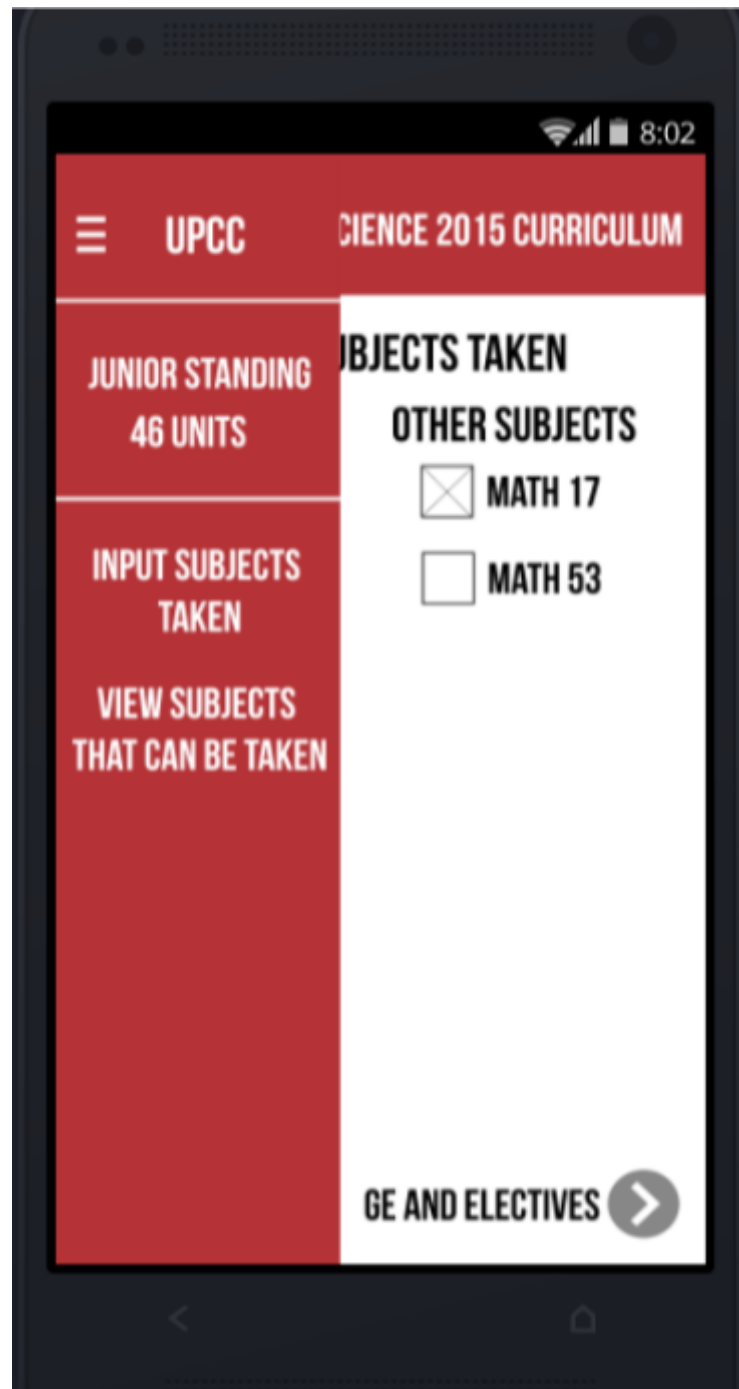 8:02
UPCC
CIENCE 2015 CURRICULUM
JUNIOR STANDING
46 UNITS
INPUT SUBJECTS
TAKEN
VIEW SUBJECTS
THAT CAN BE TAKEN
UBJECTS TAKEN
OTHER SUBJECTS
MATH 17
MATH 53
GE AND ELECTIVES